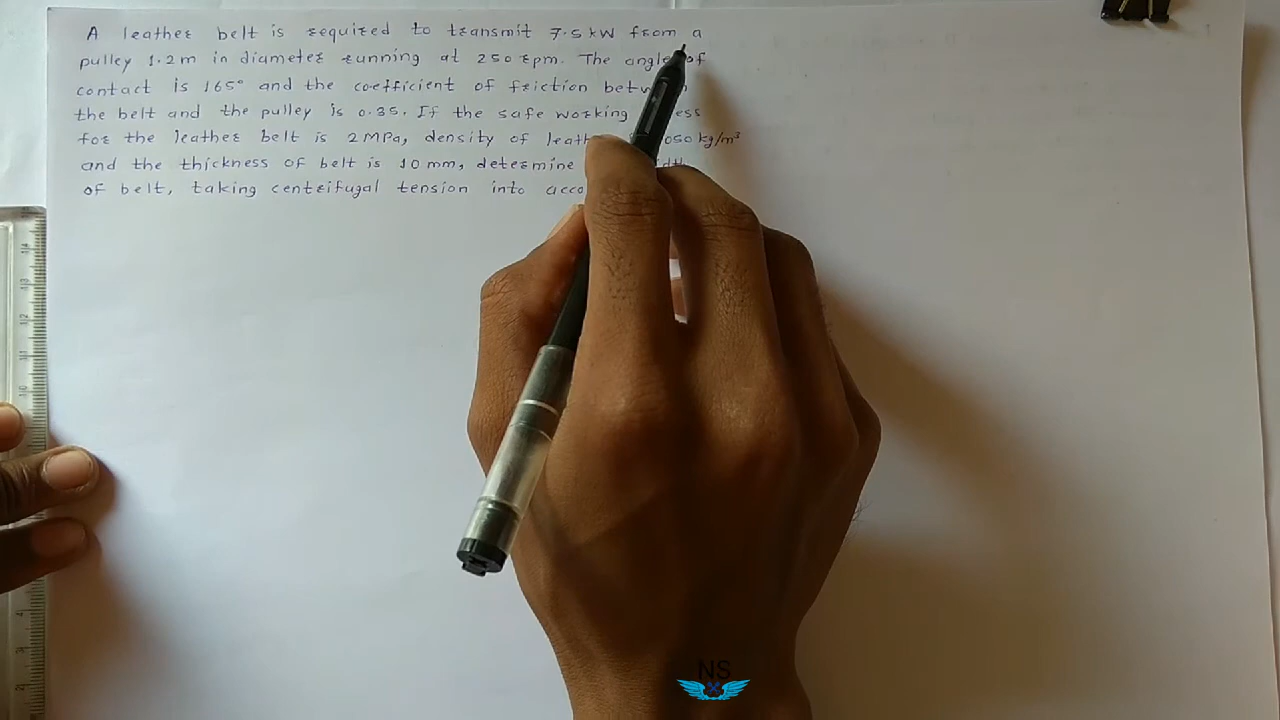 A leather belt is required to transmit 7.5 kW from a
pulley 1.2 m in diameter running at 250 rpm. The angle of
contact is 165° and the coefficient of friction
the belt and the pulley is 0.35. If the safe working
for the leather belt is 2 MPa, density of kg/m³
and the thickness of belt is 10 mm, determine
of belt, taking centrifugal tension into
NS